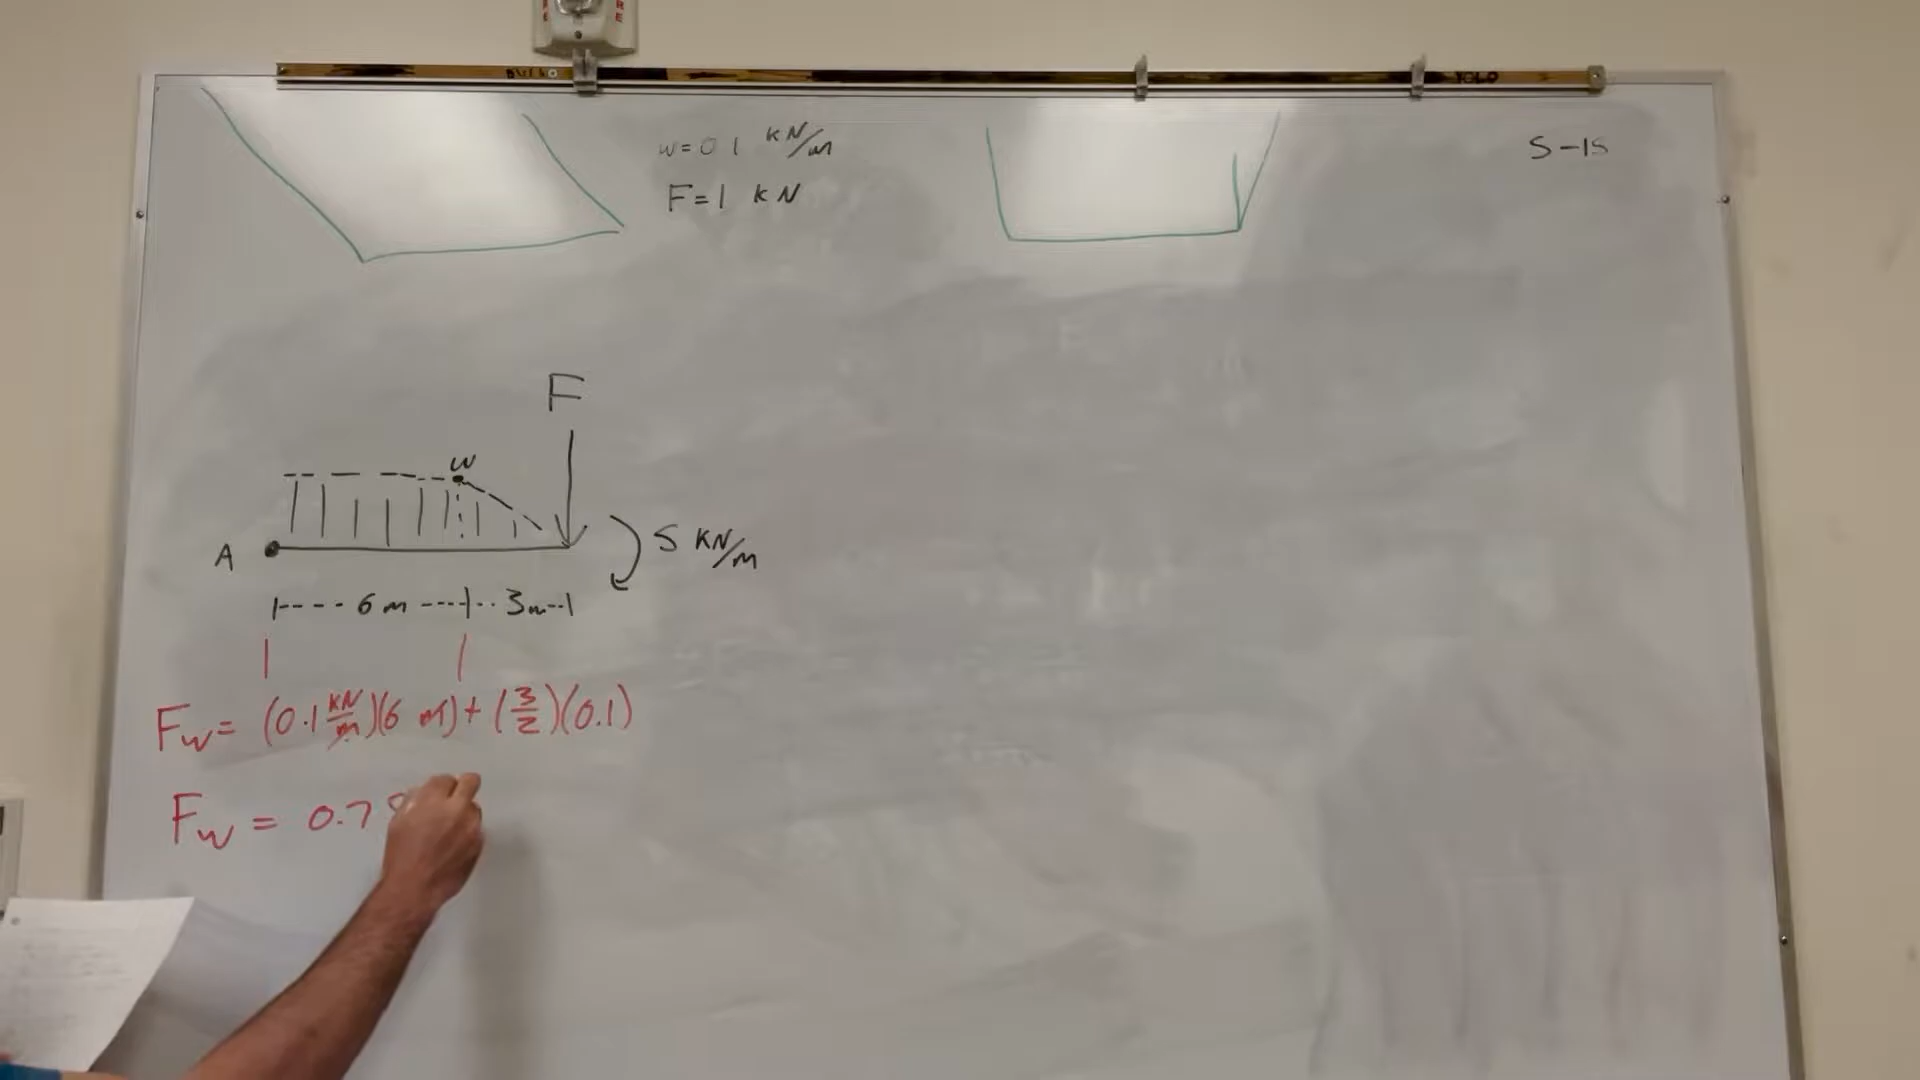 w=0.1 kN/m
F=1 kN
S-15
F
w
A
5 KN/m
6m 3m
Fw= (0.1 kN/m)(6 m)+(3/2)(0.1)
Fw = 0.7